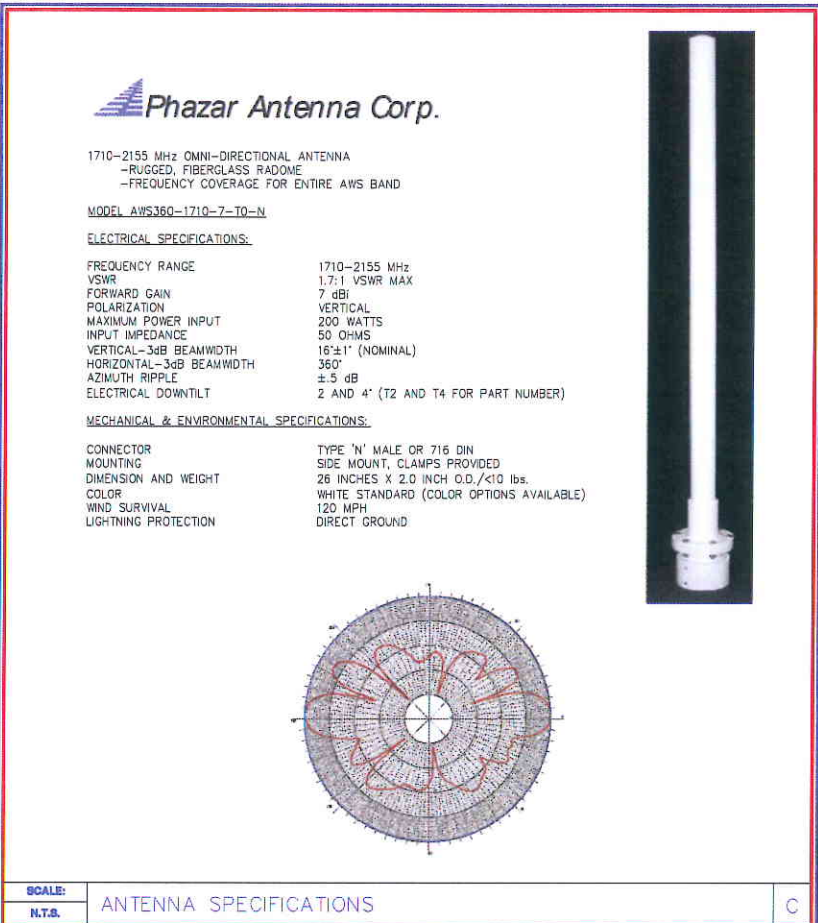 Phazar Antenna Corp.
1710-2155 MHz OMNI-DIRECTIONAL ANTENNA
-RUGGED, FIBERGLASS RADOME
-FREQUENCY COVERAGE FOR ENTIRE AWS BAND
MODEL AWS360-1710-7-T0-N
ELECTRICAL SPECIFICATIONS:
FREQUENCY RANGE 1710-2155 MHz
VSWR 1.7:1 VSWR MAX
FORWARD GAIN 7 dBi
POLARIZATION VERTICAL
MAXIMUM POWER INPUT 200 WATTS
INPUT IMPEDANCE 50 OHMS
VERTICAL-3dB BEAMWIDTH 16°±1° (NOMINAL)
HORIZONTAL-3dB BEAMWIDTH 360°
AZIMUTH RIPPLE ±.5 dB
ELECTRICAL DOWNTILT 2 AND 4° (T2 AND T4 FOR PART NUMBER)
MECHANICAL & ENVIRONMENTAL SPECIFICATIONS:
CONNECTOR TYPE 'N' MALE OR 716 DIN
MOUNTING SIDE MOUNT, CLAMPS PROVIDED
DIMENSION AND WEIGHT 26 INCHES X 2.0 INCH O.D./<10 lbs.
COLOR WHITE STANDARD (COLOR OPTIONS AVAILABLE)
WIND SURVIVAL 120 MPH
LIGHTNING PROTECTION DIRECT GROUND
SCALE:
N.T.S.
ANTENNA SPECIFICATIONS
C